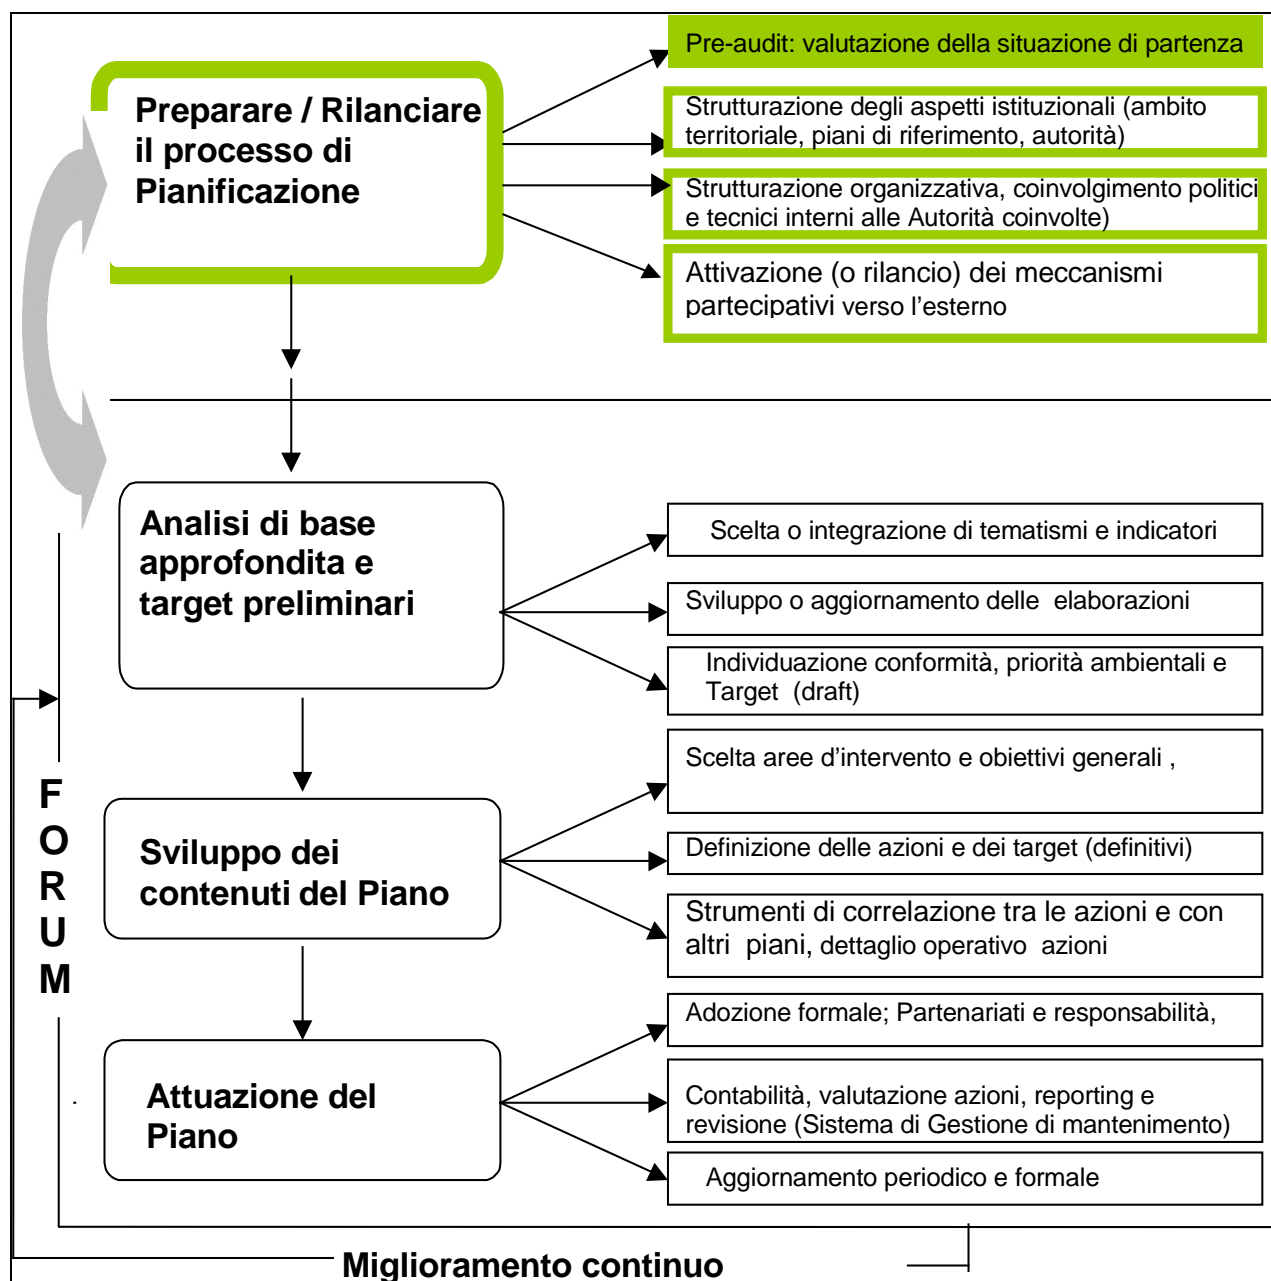 Pre-audit: valutazione della situazione di partenza
Preparare / Rilanciare
il processo di
Pianificazione
Strutturazione degli aspetti istituzionali (ambito
territoriale, piani di riferimento, autorità)
Strutturazione organizzativa, coinvolgimento politici
e tecnici interni alle Autorità coinvolte)
Attivazione (o rilancio) dei meccanismi
partecipativi verso l'esterno
Analisi di base
approfondita e
target preliminari
Scelta o integrazione di tematismi e indicatori
Sviluppo o aggiornamento delle elaborazioni
Individuazione conformità, priorità ambientali e
Target (draft)
F
O
R
U
M
Sviluppo dei
contenuti del Piano
Scelta aree d'intervento e obiettivi generali ,
Definizione delle azioni e dei target (definitivi)
Strumenti di correlazione tra le azioni e con
altri piani, dettaglio operativo azioni
Attuazione del
Piano
Adozione formale; Partenariati e responsabilità,
Contabilità, valutazione azioni, reporting e
revisione (Sistema di Gestione di mantenimento)
Aggiornamento periodico e formale
Miglioramento continuo